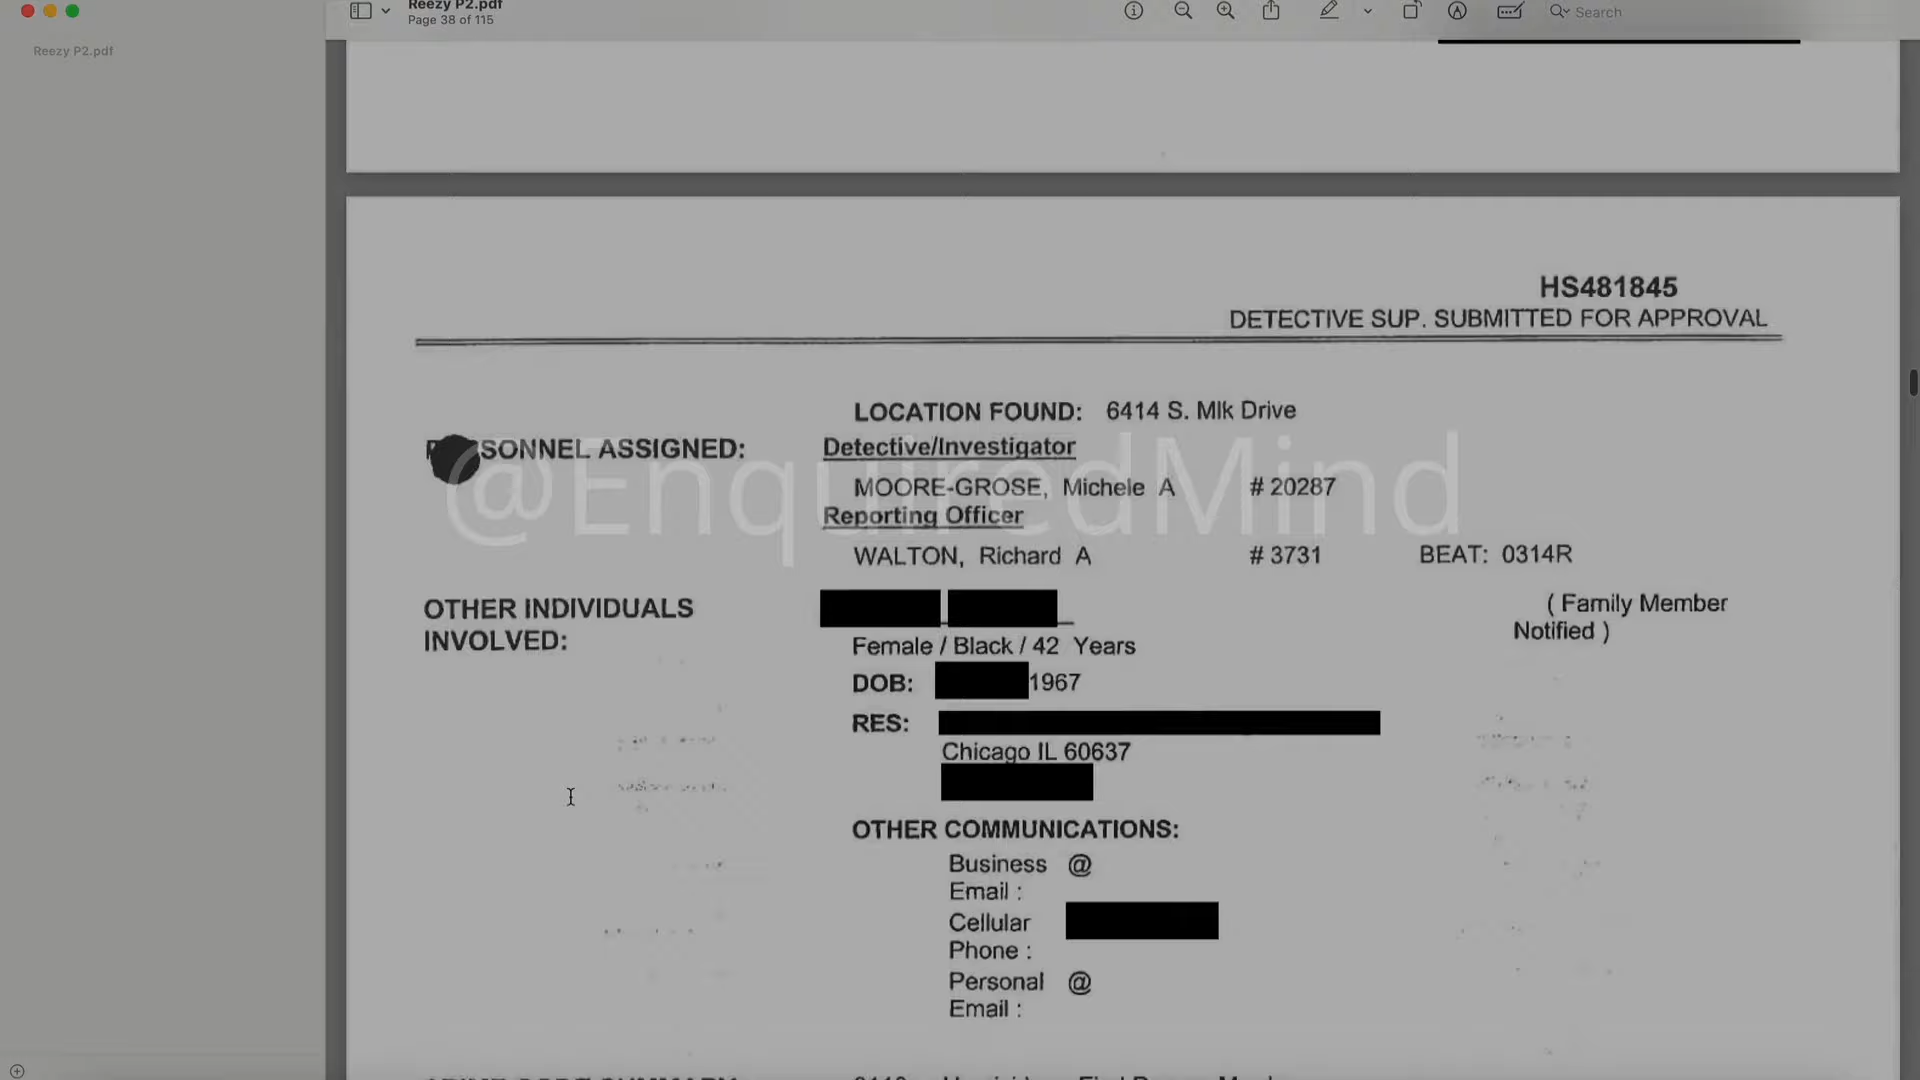 Reezy P2.pdf
Page 38 of 115
Search
Reezy P2.pdf
HS481845
DETECTIVE SUP. SUBMITTED FOR APPROVAL
LOCATION FOUND: 6414 S. Mlk Drive
PERSONNEL ASSIGNED: Detective/Investigator
@EnquiredMind
MOORE-GROSE, Michele A # 20287
Reporting Officer
WALTON, Richard A # 3731 BEAT: 0314R
OTHER INDIVIDUALS ( Family Member
INVOLVED: Notified )
Female / Black / 42 Years
DOB: 1967
RES:
Chicago IL 60637
OTHER COMMUNICATIONS:
Business @
Email :
Cellular
Phone :
Personal @
Email :